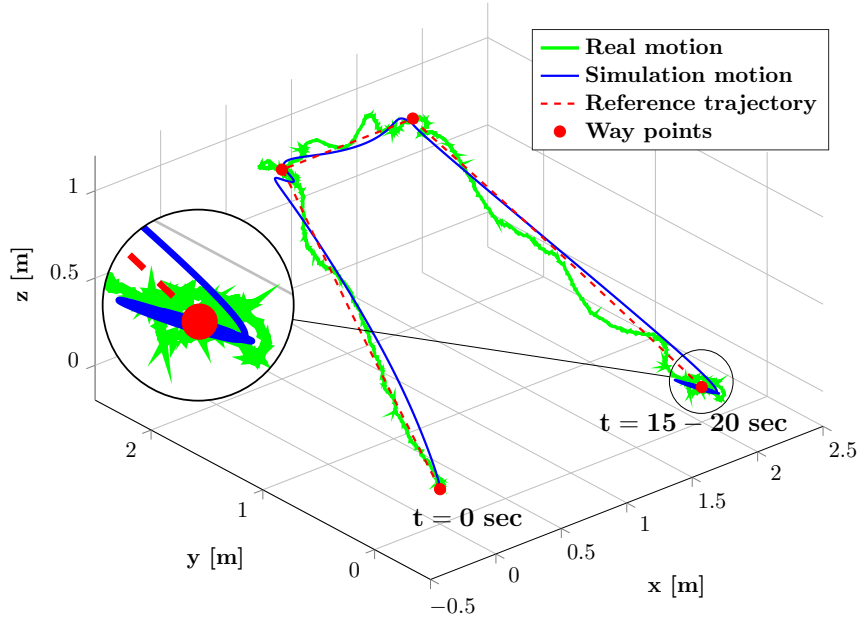 Real motion
Simulation motion
Reference trajectory
Way points
1
0.5
0
z [m]
t = 15 − 20 sec
t = 0 sec
2
1
0
y [m]
−0.5
0
0.5
1
1.5
2
2.5
x [m]